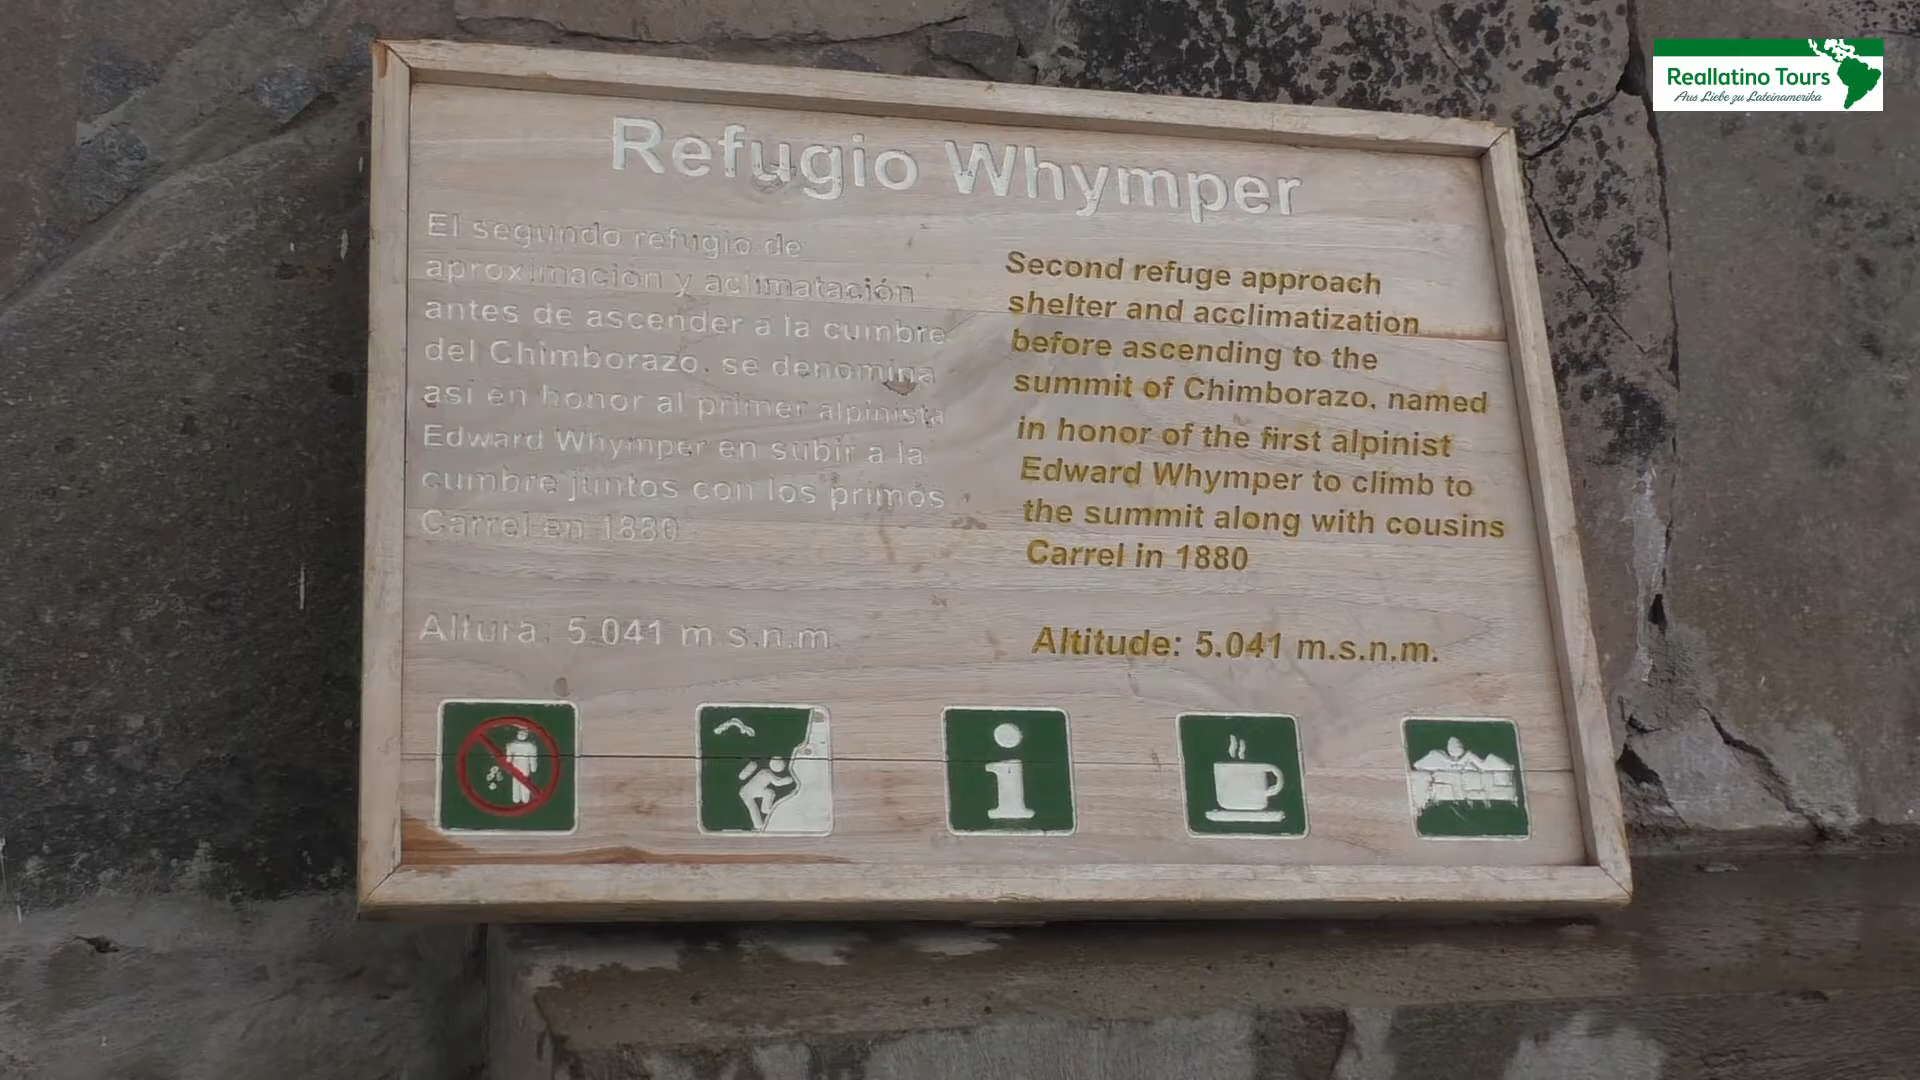 Reallatino Tours
Aus Liebe zu Lateinamerika
Refugio Whymper
El segundo refugio de
aproximación y aclimatación
antes de ascender a la cumbre
del Chimborazo, se denomina
asi en honor al primer alpinista
Edward Whymper en subir a la
cumbre juntos con los primos
Carrel en 1880
Altura: 5.041 m s.n.m.
Second refuge approach
shelter and acclimatization
before ascending to the
summit of Chimborazo, named
in honor of the first alpinist
Edward Whymper to climb to
the summit along with cousins
Carrel in 1880
Altitude: 5.041 m.s.n.m.